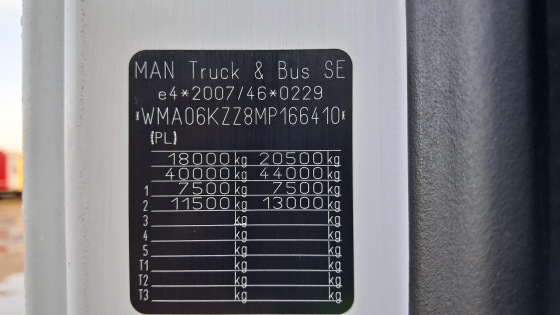 MAN Truck & Bus SE
e4*2007/46*0229
*WMA06KZZ8MP166410*
(PL)
18000 kg 20500 kg
40000 kg 44000 kg
1 7500 kg 7500 kg
2 11500 kg 13000 kg
3 kg kg
4 kg kg
5 kg kg
T1 kg kg
T2 kg kg
T3 kg kg